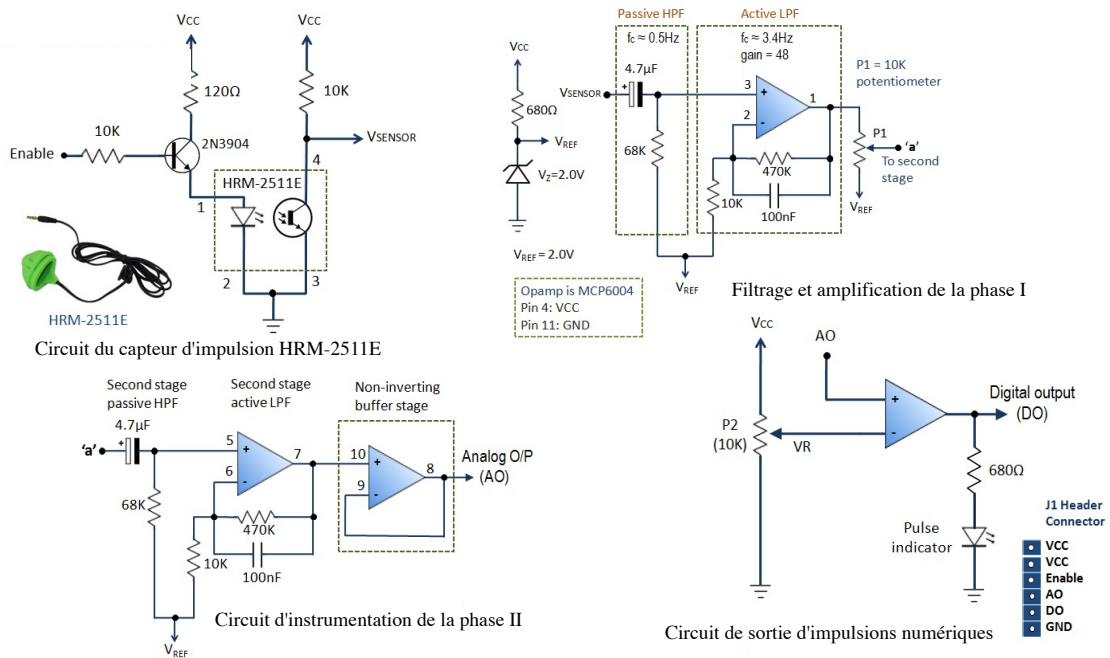 Vcc
Vcc
120Ω
10K
10K
2N3904
Enable
VSENSOR
4
HRM-2511E
1
2
3
HRM-2511E
Circuit du capteur d'impulsion HRM-2511E
Passive HPF
Active LPF
fc ≈ 0.5Hz
fc ≈ 3.4Hz
gain = 48
Vcc
4.7µF
P1 = 10K
potentiometer
VSENSOR
+
3
+
1
680Ω
2
-
VREF
68K
P1
'a'
To second
stage
VZ=2.0V
470K
10K
100nF
VREF
VREF = 2.0V
VREF
Opamp is MCP6004
Pin 4: VCC
Pin 11: GND
Filtrage et amplification de la phase I
Second stage
passive HPF
Second stage
active LPF
Non-inverting
buffer stage
4.7µF
'a'
+
5
+
7
6
-
10
+
8
9
-
Analog O/P
(AO)
68K
470K
10K
100nF
VREF
Circuit d'instrumentation de la phase II
Vcc
AO
+
-
Digital output
(DO)
P2
(10K)
VR
680Ω
Pulse
indicator
J1 Header
Connector
VCC
VCC
Enable
AO
DO
GND
Circuit de sortie d'impulsions numériques